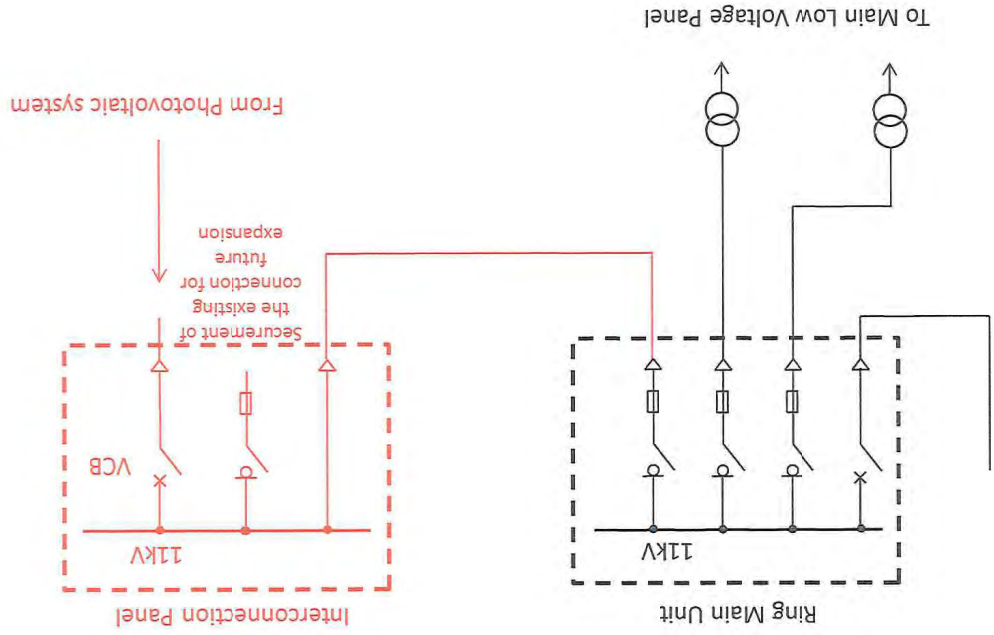 Ring Main Unit
11kV
To Main Low Voltage Panel
Interconnection Panel
11kV
VCB
Securement of
the existing
connection for
future
expansion
From Photovoltaic system